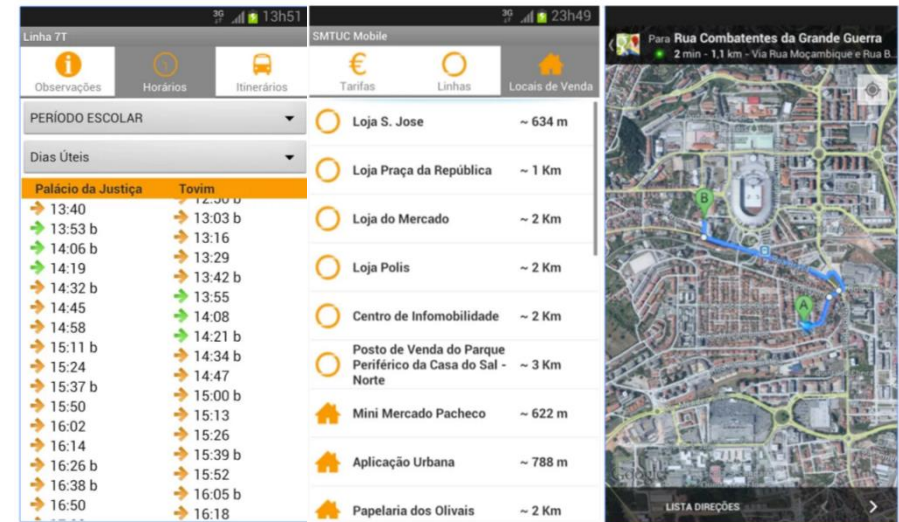 3G 13h51
Linha 7T
Observações Horários Itinerários
PERÍODO ESCOLAR
Dias Úteis
Palácio da Justiça Tovim
13:40
13:53 b
14:06 b
14:19
14:32 b
14:45
14:58
15:11 b
15:24
15:37 b
15:50
16:02
16:14
16:26 b
16:38 b
16:50
13:03 b
13:16
13:29
13:42 b
13:55
14:08
14:21 b
14:34 b
14:47
15:00 b
15:13
15:26
15:39 b
15:52
16:05 b
16:18
3G 23h49
SMTUC Mobile
Tarifas Linhas Locais de Venda
Loja S. Jose ~ 634 m
Loja Praça da República ~ 1 Km
Loja do Mercado ~ 2 Km
Loja Polis ~ 2 Km
Centro de Infomobilidade ~ 2 Km
Posto de Venda do Parque
Periférico da Casa do Sal - ~ 3 Km
Norte
Mini Mercado Pacheco ~ 622 m
Aplicação Urbana ~ 788 m
Papelaria dos Olivais ~ 2 Km
Para Rua Combatentes da Grande Guerra
2 min - 1,1 km - Via Rua Moçambique e Rua B...
B
A
LISTA DIREÇÕES